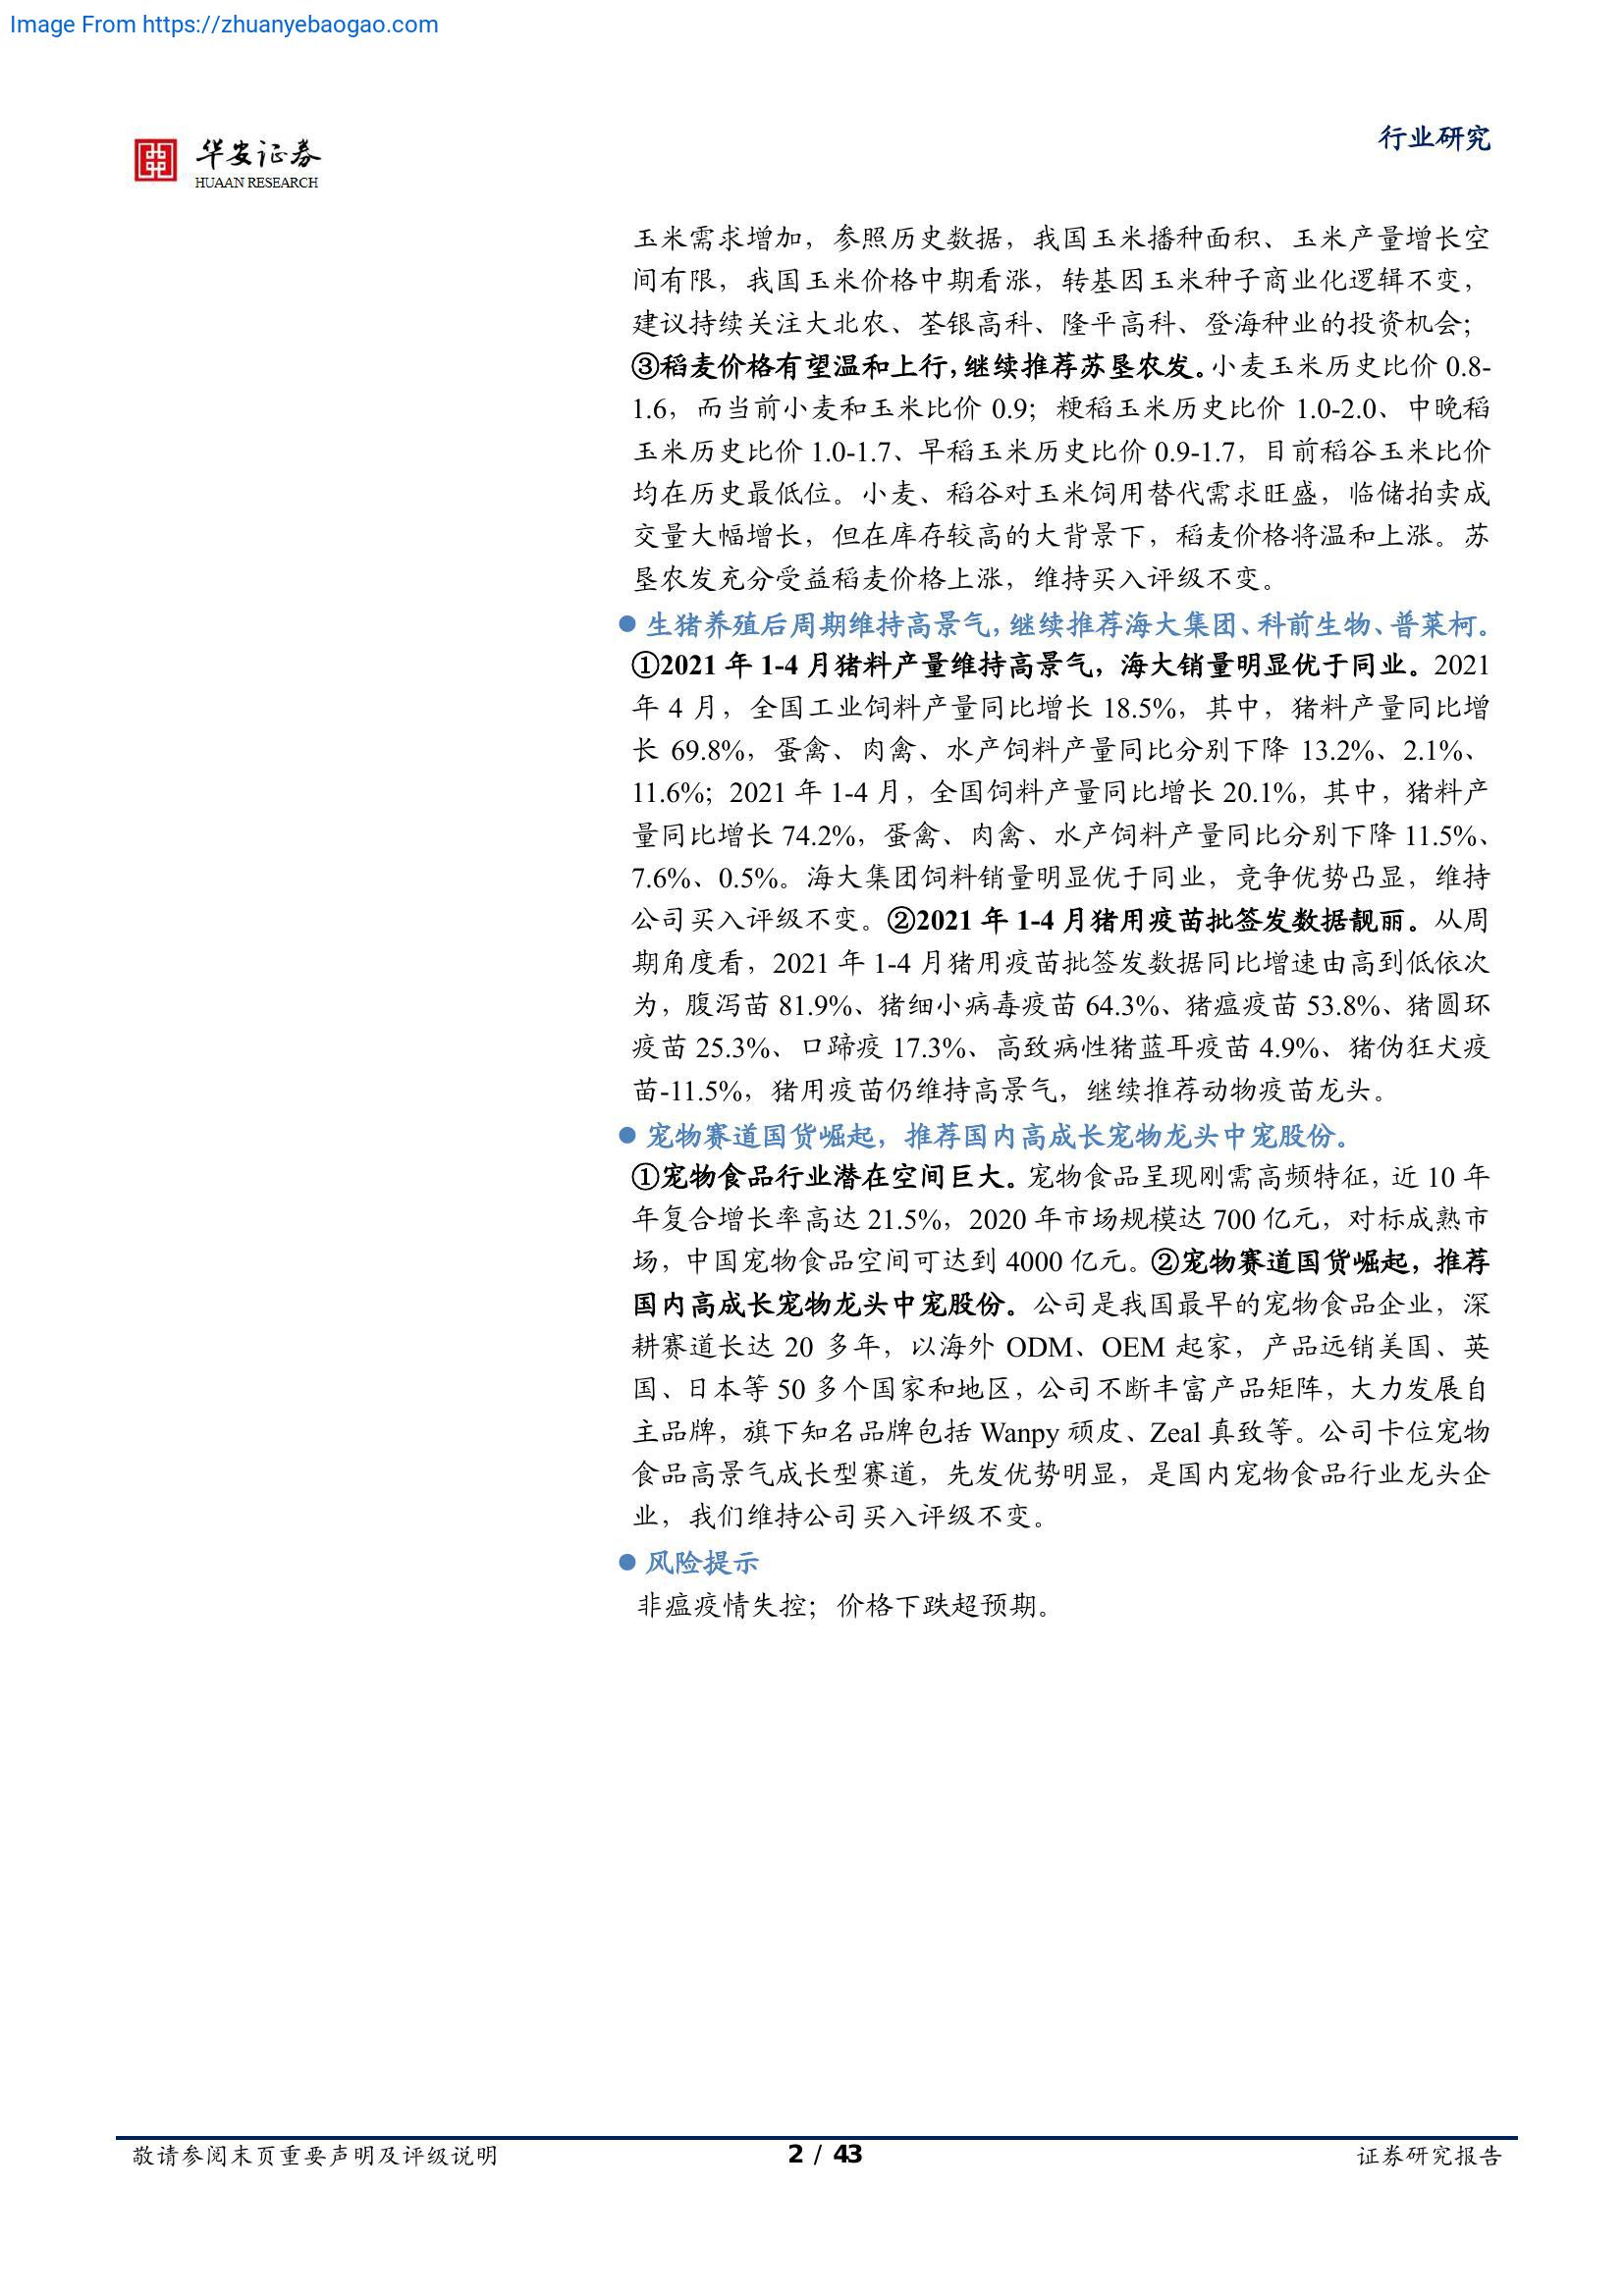 Image From https://zhuanyebaogao.com
华安证券
HUAAN RESEARCH
行业研究
玉米需求增加，参照历史数据，我国玉米播种面积、玉米产量增长空
间有限，我国玉米价格中期看涨，转基因玉米种子商业化逻辑不变，
建议持续关注大北农、荃银高科、隆平高科、登海种业的投资机会；
③稻麦价格有望温和上行，继续推荐苏垦农发。小麦玉米历史比价 0.8-
1.6，而当前小麦和玉米比价 0.9；粳稻玉米历史比价 1.0-2.0、中晚稻
玉米历史比价 1.0-1.7、早稻玉米历史比价 0.9-1.7，目前稻谷玉米比价
均在历史最低位。小麦、稻谷对玉米饲用替代需求旺盛，临储拍卖成
交量大幅增长，但在库存较高的大背景下，稻麦价格将温和上涨。苏
垦农发充分受益稻麦价格上涨，维持买入评级不变。
● 生猪养殖后周期维持高景气，继续推荐海大集团、科前生物、普莱柯。
①2021 年 1-4 月猪料产量维持高景气，海大销量明显优于同业。2021
年 4 月，全国工业饲料产量同比增长 18.5%，其中，猪料产量同比增
长 69.8%，蛋禽、肉禽、水产饲料产量同比分别下降 13.2%、2.1%、
11.6%；2021 年 1-4 月，全国饲料产量同比增长 20.1%，其中，猪料产
量同比增长 74.2%，蛋禽、肉禽、水产饲料产量同比分别下降 11.5%、
7.6%、0.5%。海大集团饲料销量明显优于同业，竞争优势凸显，维持
公司买入评级不变。②2021 年 1-4 月猪用疫苗批签发数据靓丽。从周
期角度看，2021 年 1-4 月猪用疫苗批签发数据同比增速由高到低依次
为，腹泻苗 81.9%、猪细小病毒疫苗 64.3%、猪瘟疫苗 53.8%、猪圆环
疫苗 25.3%、口蹄疫 17.3%、高致病性猪蓝耳疫苗 4.9%、猪伪狂犬疫
苗-11.5%，猪用疫苗仍维持高景气，继续推荐动物疫苗龙头。
● 宠物赛道国货崛起，推荐国内高成长宠物龙头中宠股份。
①宠物食品行业潜在空间巨大。宠物食品呈现刚需高频特征，近 10 年
年复合增长率高达 21.5%，2020 年市场规模达 700 亿元，对标成熟市
场，中国宠物食品空间可达到 4000 亿元。②宠物赛道国货崛起，推荐
国内高成长宠物龙头中宠股份。公司是我国最早的宠物食品企业，深
耕赛道长达 20 多年，以海外 ODM、OEM 起家，产品远销美国、英
国、日本等 50 多个国家和地区，公司不断丰富产品矩阵，大力发展自
主品牌，旗下知名品牌包括 Wanpy 顽皮、Zeal 真致等。公司卡位宠物
食品高景气成长型赛道，先发优势明显，是国内宠物食品行业龙头企
业，我们维持公司买入评级不变。
● 风险提示
非瘟疫情失控；价格下跌超预期。
敬请参阅末页重要声明及评级说明
2 / 43
证券研究报告